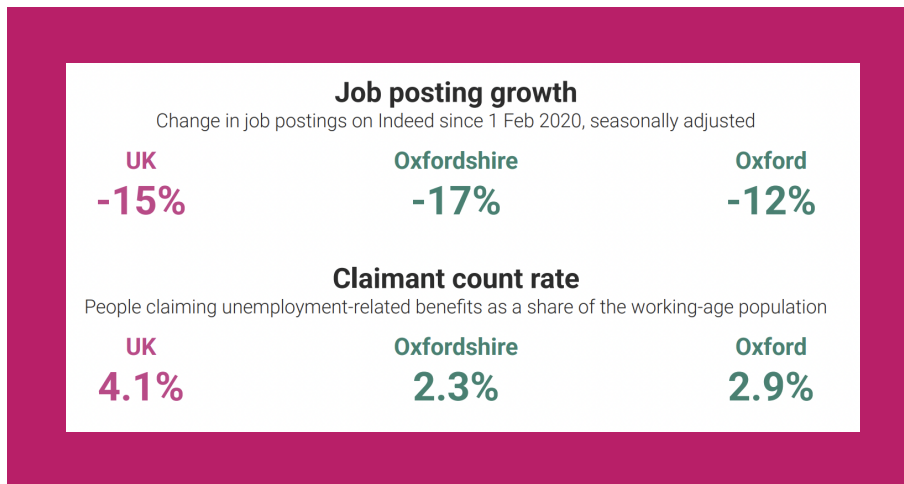 Job posting growth
Change in job postings on Indeed since 1 Feb 2020, seasonally adjusted
UK Oxfordshire Oxford
-15% -17% -12%
Claimant count rate
People claiming unemployment-related benefits as a share of the working-age population
UK Oxfordshire Oxford
4.1% 2.3% 2.9%